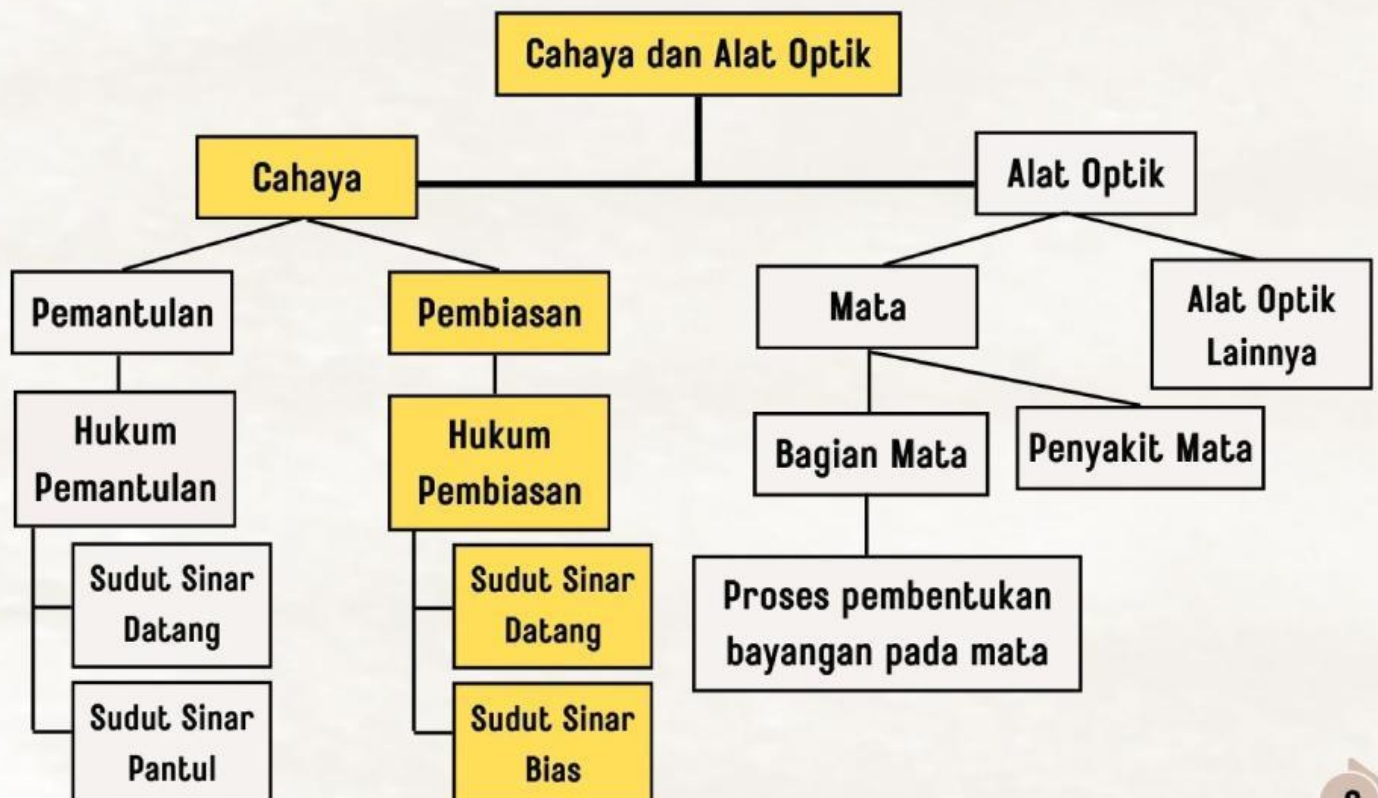 Cahaya dan Alat Optik
Cahaya
Alat Optik
Pemantulan
Pembiasan
Mata
Alat Optik
Lainnya
Hukum
Pemantulan
Hukum
Pembiasan
Bagian Mata
Penyakit Mata
Sudut Sinar
Datang
Sudut Sinar
Datang
Proses pembentukan
bayangan pada mata
Sudut Sinar
Pantul
Sudut Sinar
Bias